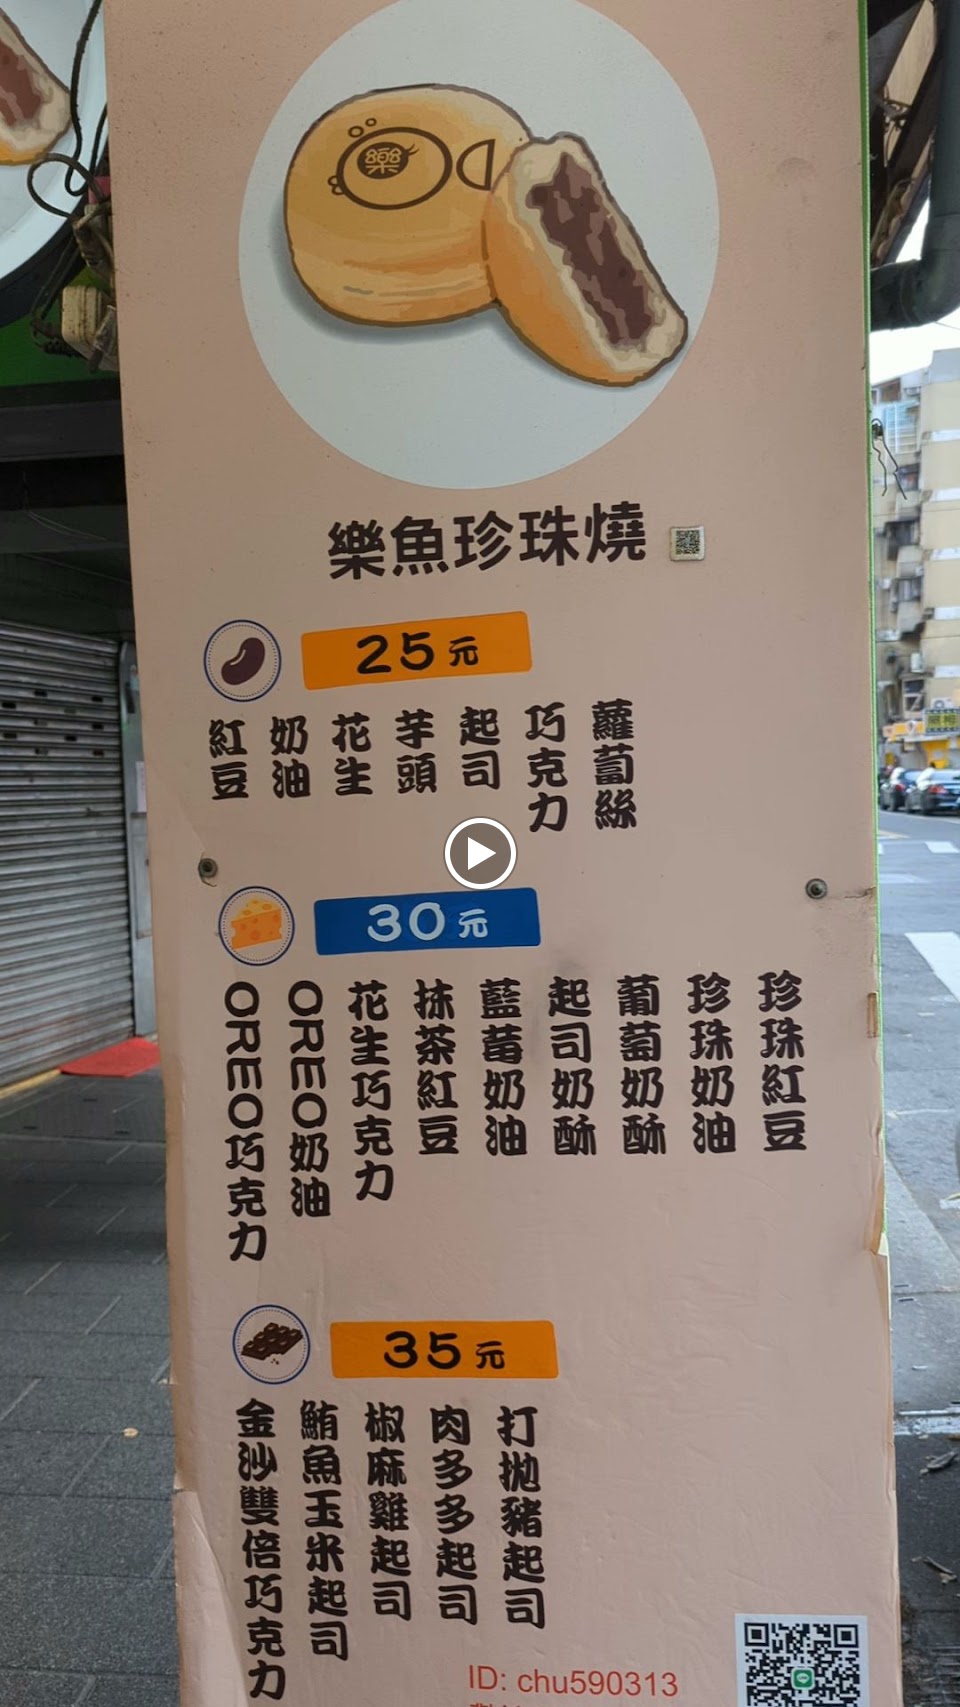 樂
樂魚珍珠燒
25元
紅豆
奶油
花生
芋頭
起司
巧克力
蘿蔔絲
30元
OREO巧克力
OREO奶油
花生巧克力
抹茶紅豆
藍莓奶油
起司奶酥
葡萄奶酥
珍珠奶油
珍珠紅豆
35元
金沙雙倍巧克力
鮪魚玉米起司
椒麻雞起司
肉多多起司
打拋豬起司
ID: chu590313